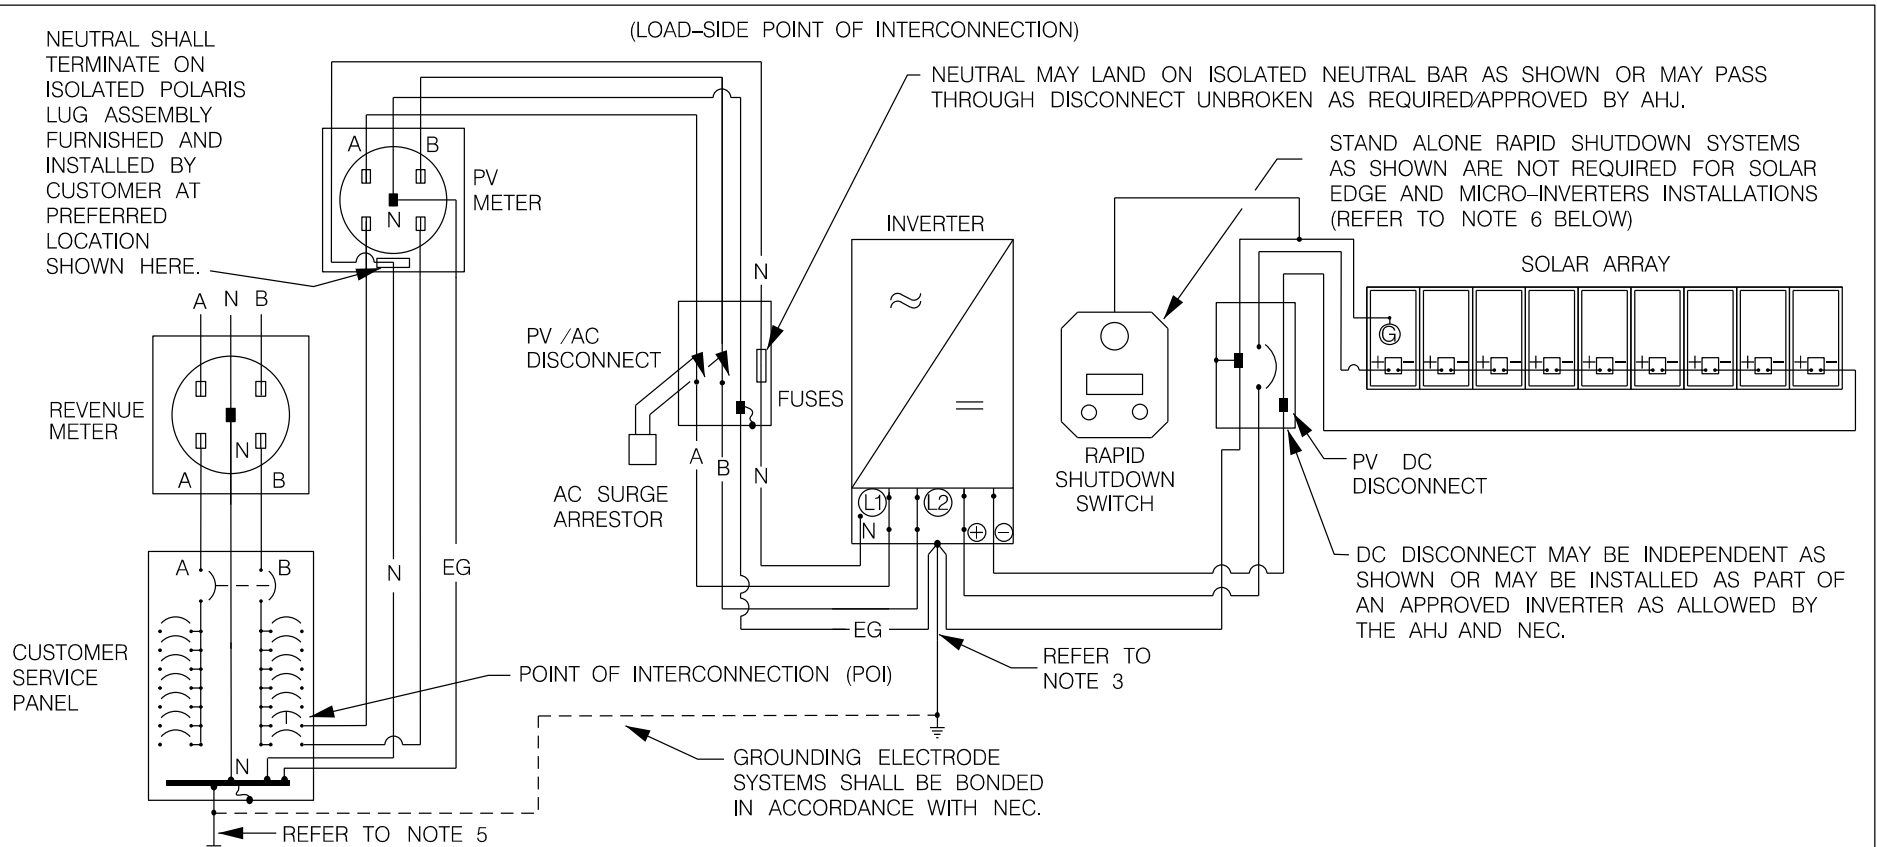 (LOAD-SIDE POINT OF INTERCONNECTION)
NEUTRAL SHALL
TERMINATE ON
ISOLATED POLARIS
LUG ASSEMBLY
FURNISHED AND
INSTALLED BY
CUSTOMER AT
PREFERRED
LOCATION
SHOWN HERE.
NEUTRAL MAY LAND ON ISOLATED NEUTRAL BAR AS SHOWN OR MAY PASS
THROUGH DISCONNECT UNBROKEN AS REQUIRED/APPROVED BY AHJ.
STAND ALONE RAPID SHUTDOWN SYSTEMS
AS SHOWN ARE NOT REQUIRED FOR SOLAR
EDGE AND MICRO-INVERTERS INSTALLATIONS
(REFER TO NOTE 6 BELOW)
A
B
N
PV
METER
INVERTER
SOLAR ARRAY
G
+ - + - + - + - + - + - + - + - + -
A N B
REVENUE
METER
N
A
B
N
PV /AC
DISCONNECT
FUSES
A
B
N
AC SURGE
ARRESTOR
L1
L2
N
+
-
RAPID
SHUTDOWN
SWITCH
PV DC
DISCONNECT
DC DISCONNECT MAY BE INDEPENDENT AS
SHOWN OR MAY BE INSTALLED AS PART OF
AN APPROVED INVERTER AS ALLOWED BY
THE AHJ AND NEC.
A
B
N
EG
EG
REFER TO
NOTE 3
CUSTOMER
SERVICE
PANEL
POINT OF INTERCONNECTION (POI)
N
GROUNDING ELECTRODE
SYSTEMS SHALL BE BONDED
IN ACCORDANCE WITH NEC.
REFER TO NOTE 5